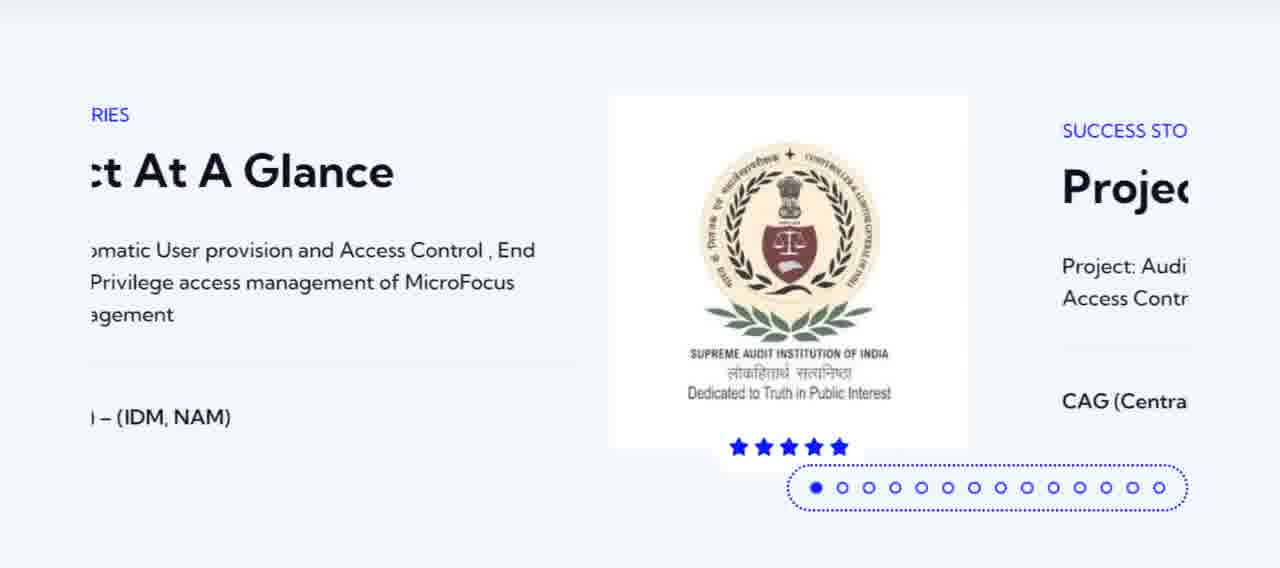 RIES
ct At A Glance
omatic User provision and Access Control , End
Privilege access management of MicroFocus
agement
) – (IDM, NAM)
SUPREME AUDIT INSTITUTION OF INDIA
लोकहितार्थ सत्यनिष्ठा
Dedicated to Truth in Public Interest
SUCCESS STO
Projec
Project: Audi
Access Contr
CAG (Centra